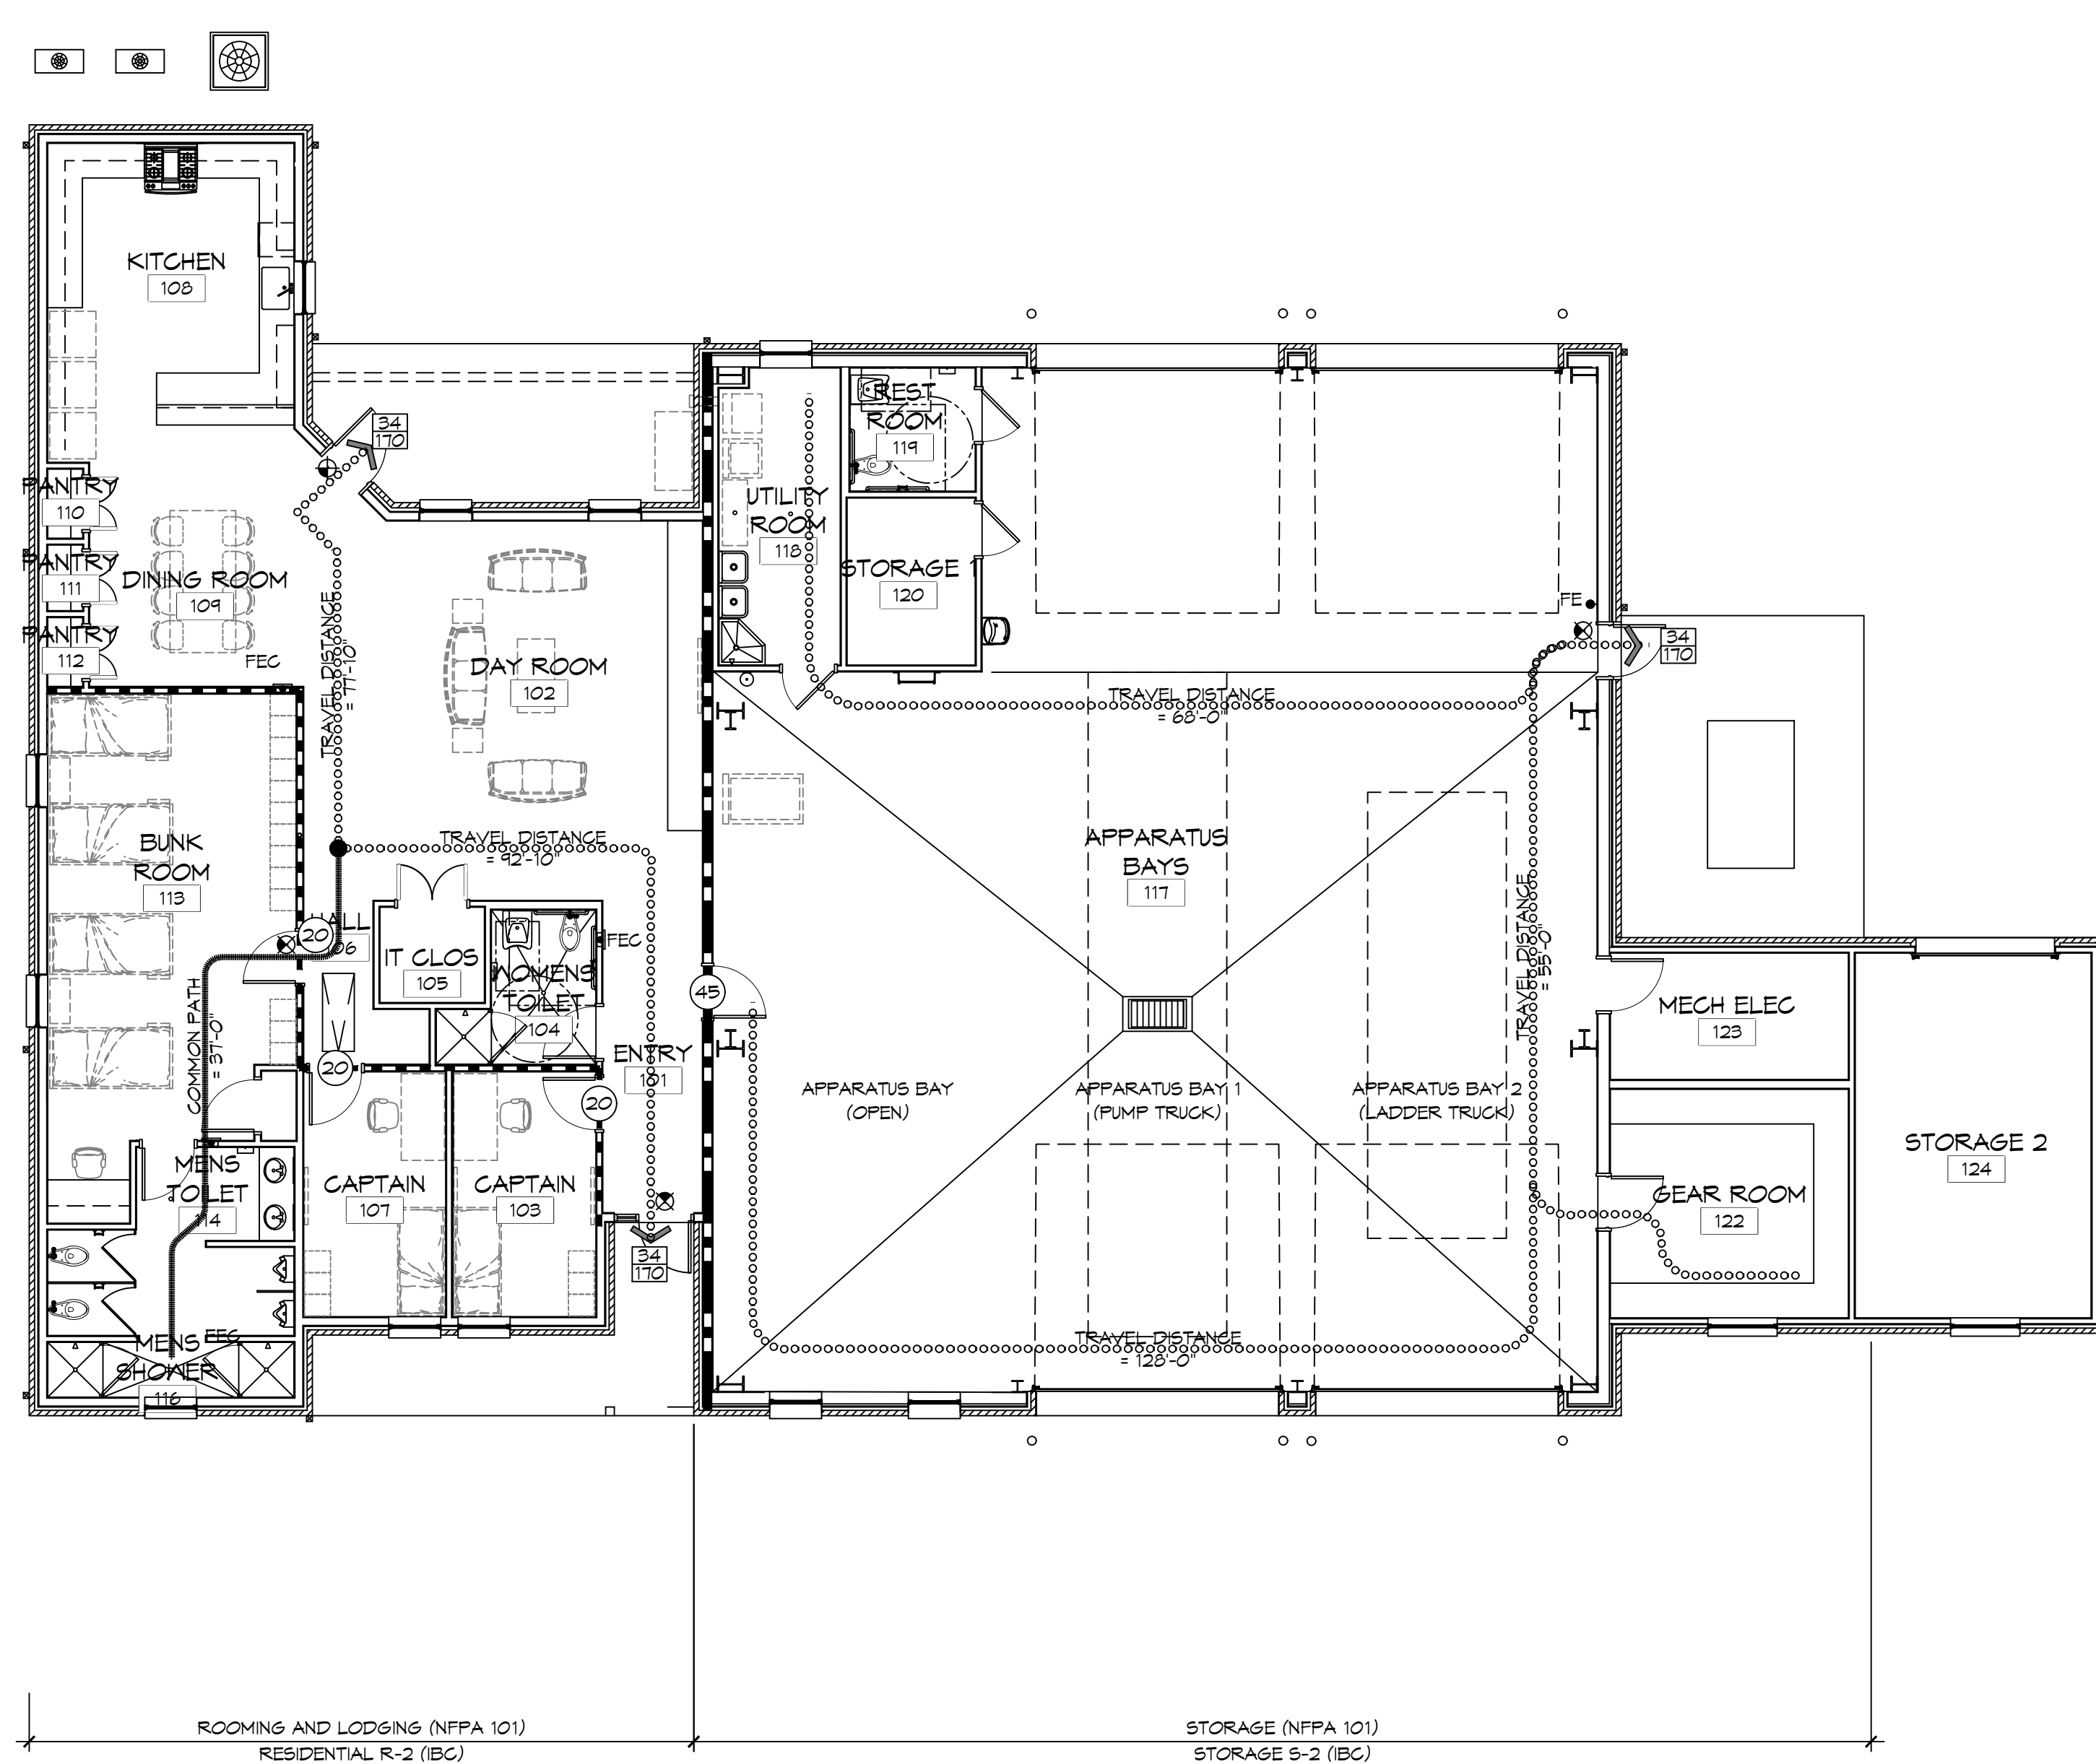 KITCHEN
108
34
170
REST
ROOM
119
PANTRY
110
UTILITY
ROOM
118
PANTRY
111
DINING ROOM
109
STORAGE 1
120
FE
PANTRY
112
FEC
TRAVEL DISTANCE
= 77'-10"
DAY ROOM
102
34
170
TRAVEL DISTANCE
= 68'-0"
BUNK
ROOM
113
TRAVEL DISTANCE
= 92'-10"
APPARATUS
BAYS
117
TRAVEL DISTANCE
= 55'-0"
20
HALL
106
FEC
IT CLOS
105
WOMENS
TOILET
104
45
MECH ELEC
123
COMMON PATH
= 37'-0"
20
ENTRY
101
20
APPARATUS BAY
(OPEN)
APPARATUS BAY 1
(PUMP TRUCK)
APPARATUS BAY 2
(LADDER TRUCK)
STORAGE 2
124
MENS
TOILET
114
CAPTAIN
107
CAPTAIN
103
GEAR ROOM
122
34
170
MENS
SHOWER
116
FEC
TRAVEL DISTANCE
= 128'-0"
ROOMING AND LODGING (NFPA 101)
RESIDENTIAL R-2 (IBC)
STORAGE (NFPA 101)
STORAGE S-2 (IBC)